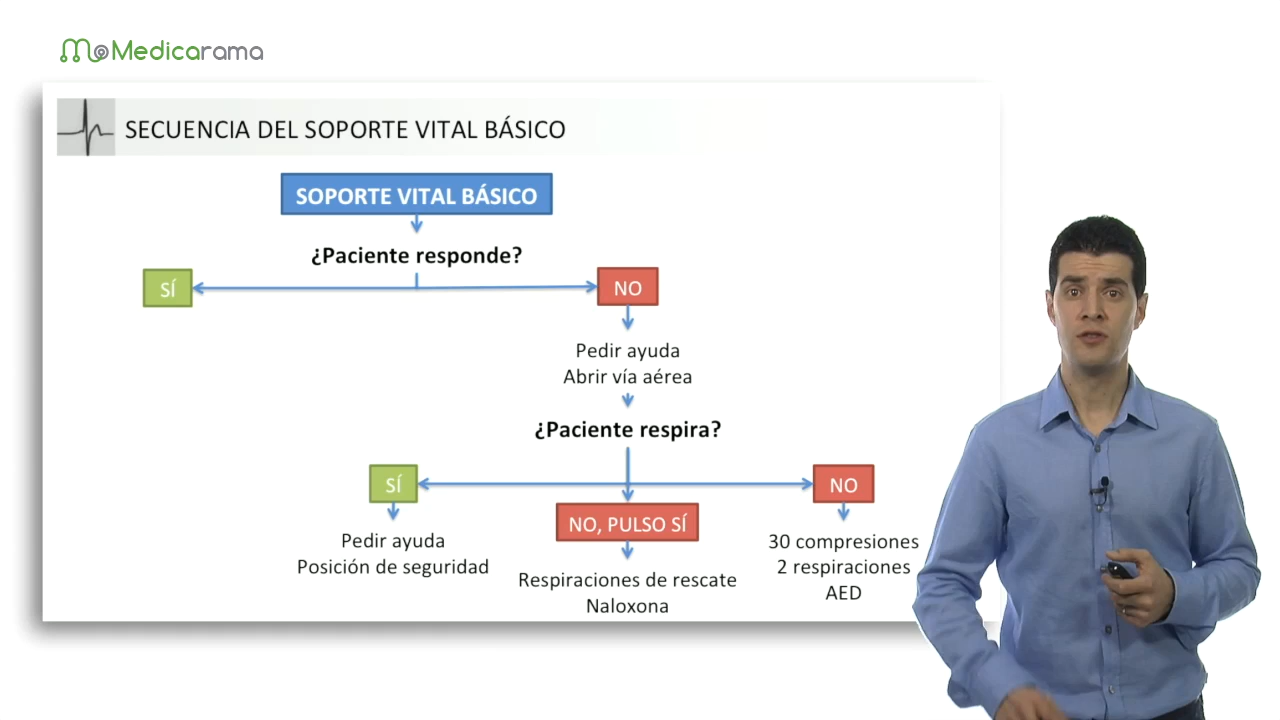 Medicarama
SECUENCIA DEL SOPORTE VITAL BÁSICO
SOPORTE VITAL BÁSICO
¿Paciente responde?
SÍ
NO
Pedir ayuda
Abrir vía aérea
¿Paciente respira?
SÍ
NO
NO, PULSO SÍ
Pedir ayuda
Posición de seguridad
Respiraciones de rescate
Naloxona
30 compresiones
2 respiraciones
AED